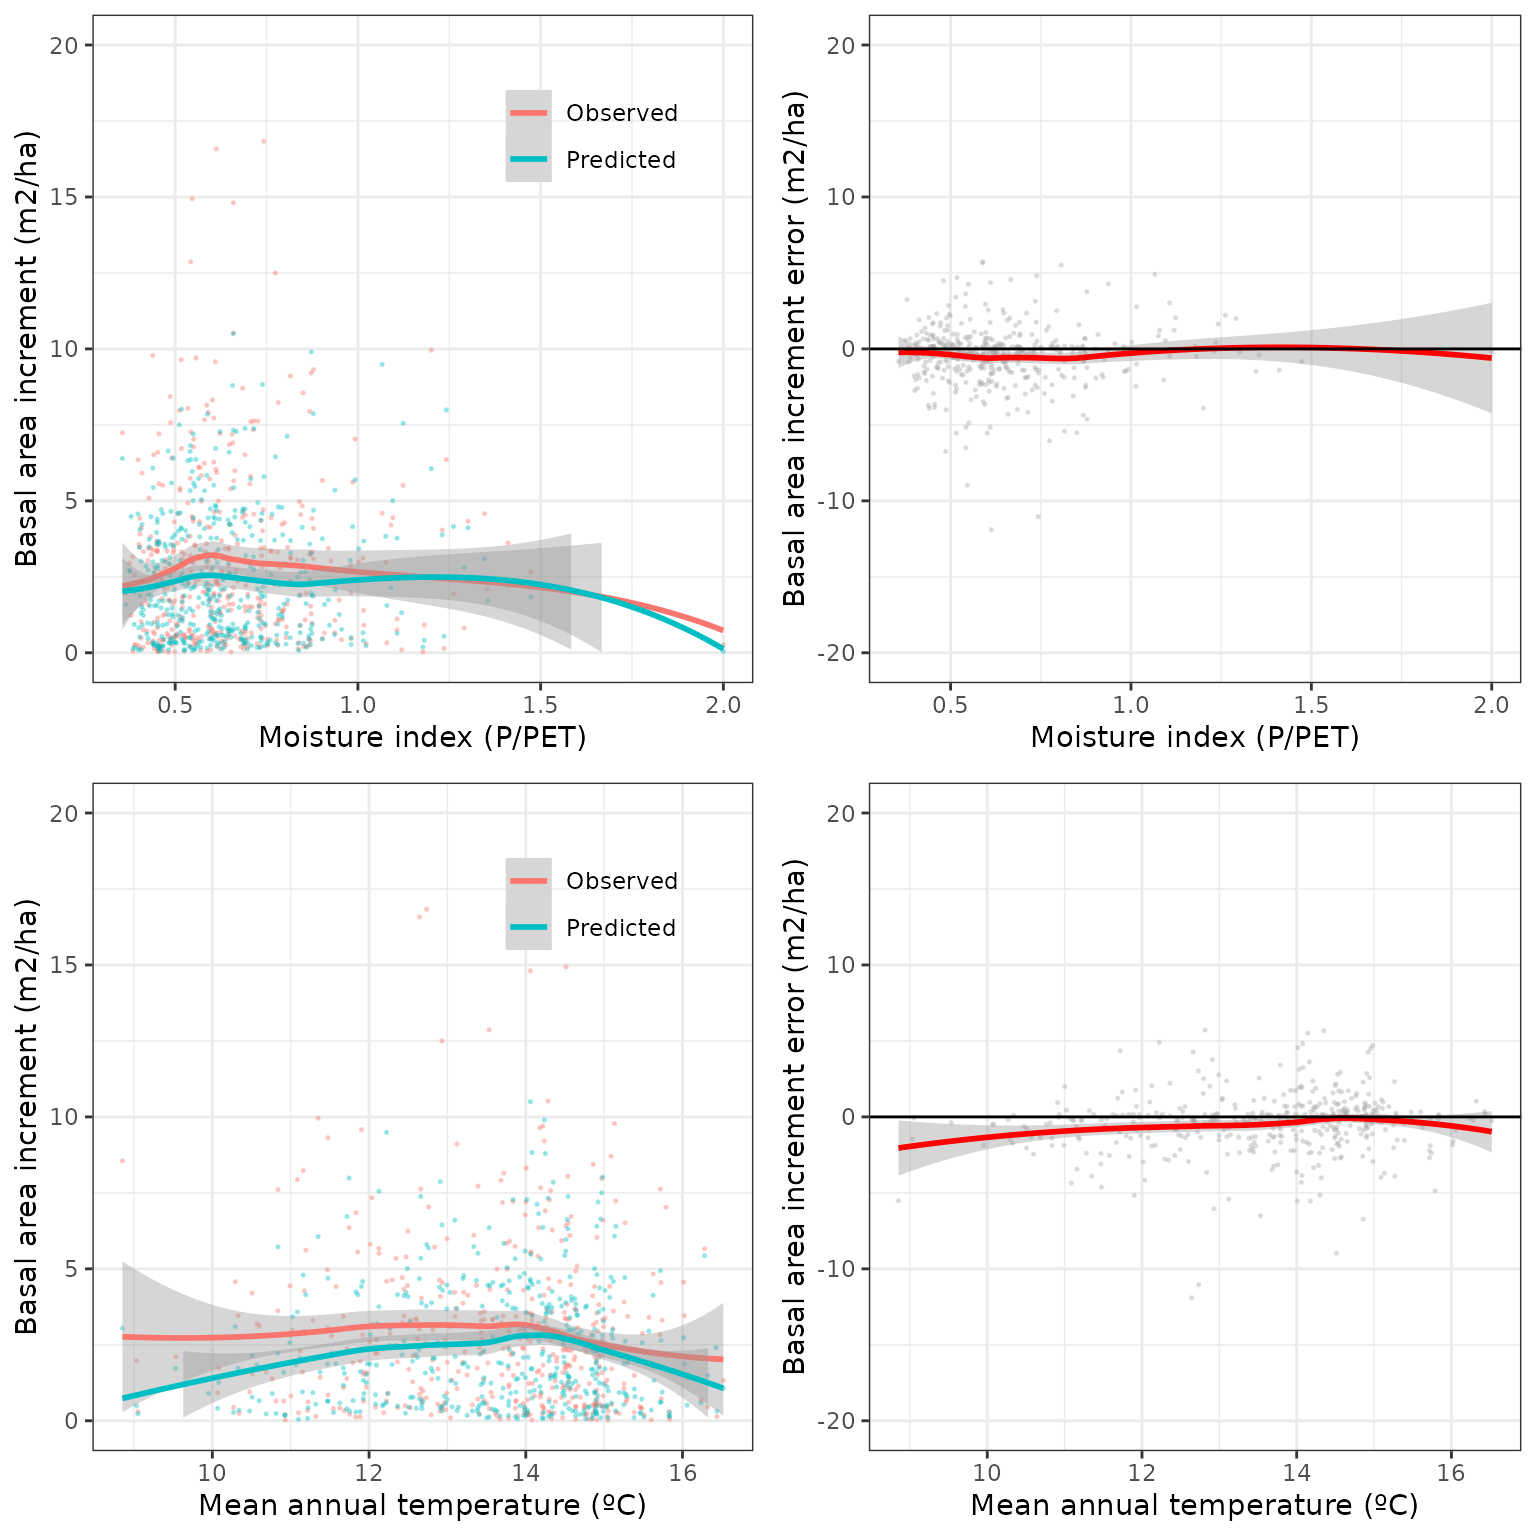 20
15
10
5
0
Basal area increment (m2/ha)
Observed
Predicted
0.5 1.0 1.5 2.0
Moisture index (P/PET)
20
10
0
-10
-20
Basal area increment error (m2/ha)
0.5 1.0 1.5 2.0
Moisture index (P/PET)
20
15
10
5
0
Basal area increment (m2/ha)
Observed
Predicted
10 12 14 16
Mean annual temperature (ºC)
20
10
0
-10
-20
Basal area increment error (m2/ha)
10 12 14 16
Mean annual temperature (ºC)